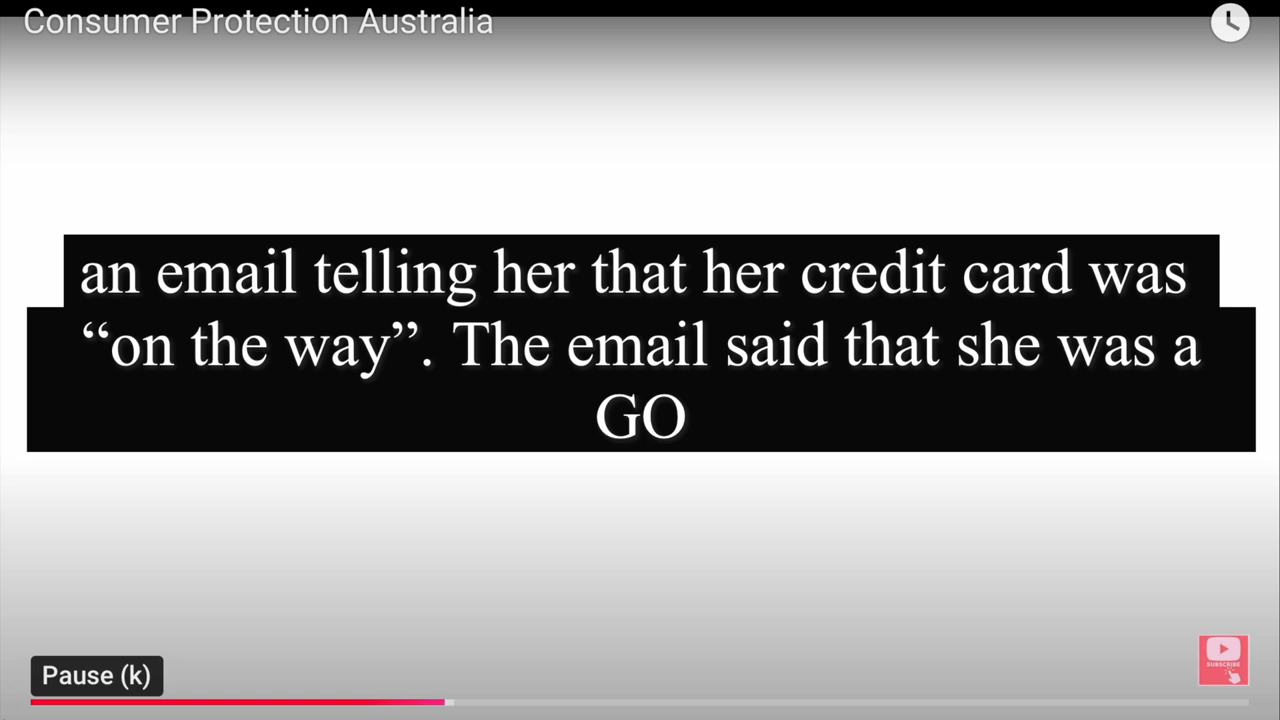 Consumer Protection Australia
an email telling her that her credit card was
“on the way”. The email said that she was a
GO
SUBSCRIBE
Pause (k)